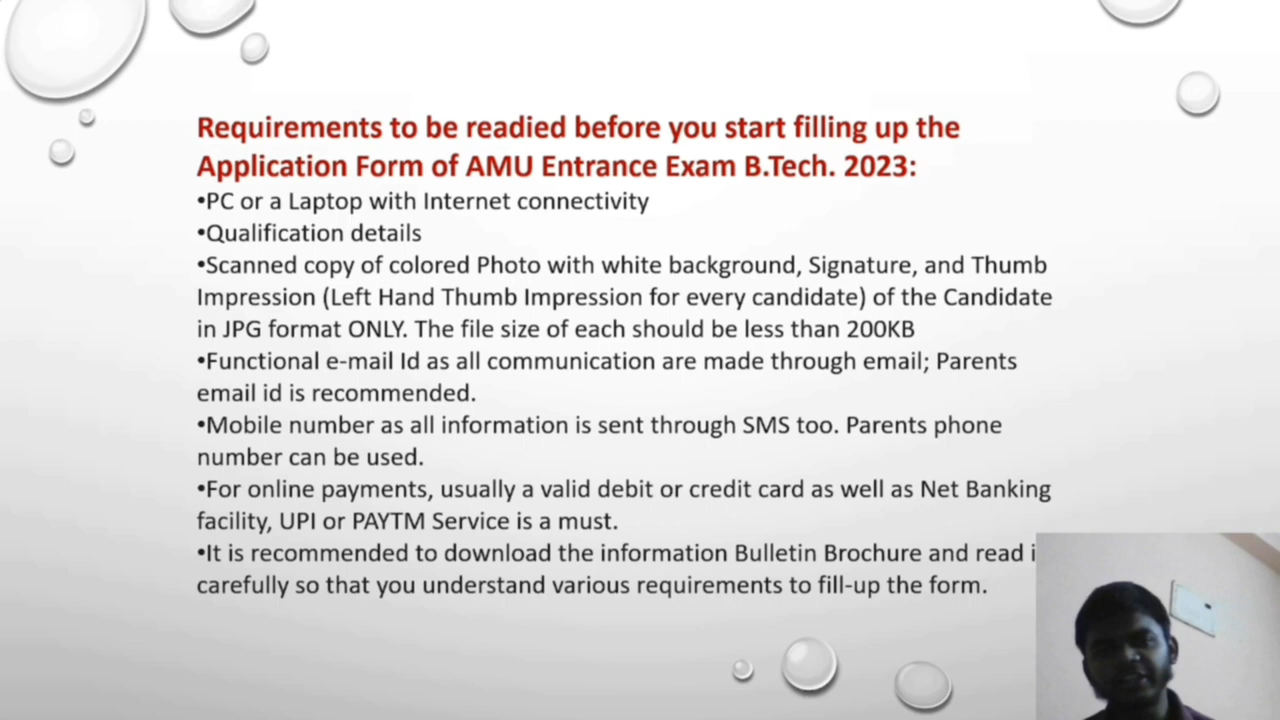 Requirements to be readied before you start filling up the
Application Form of AMU Entrance Exam B.Tech. 2023:
•PC or a Laptop with Internet connectivity
•Qualification details
•Scanned copy of colored Photo with white background, Signature, and Thumb
Impression (Left Hand Thumb Impression for every candidate) of the Candidate
in JPG format ONLY. The file size of each should be less than 200KB
•Functional e-mail Id as all communication are made through email; Parents
email id is recommended.
•Mobile number as all information is sent through SMS too. Parents phone
number can be used.
•For online payments, usually a valid debit or credit card as well as Net Banking
facility, UPI or PAYTM Service is a must.
•It is recommended to download the information Bulletin Brochure and read
carefully so that you understand various requirements to fill-up the form.